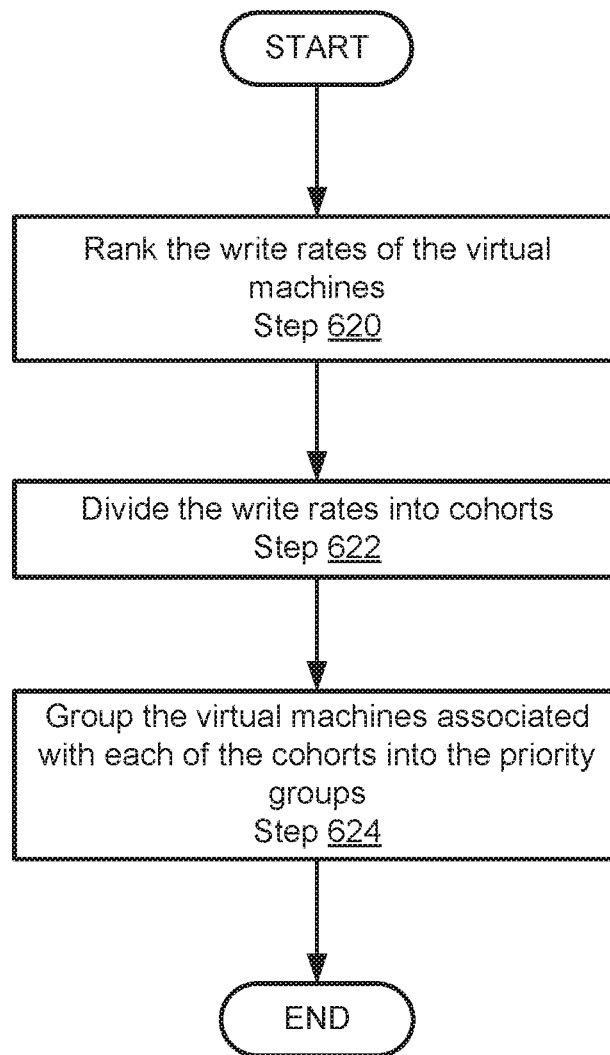 START
Rank the write rates of the virtual
machines
Step 620
Divide the write rates into cohorts
Step 622
Group the virtual machines associated
with each of the cohorts into the priority
groups
Step 624
END